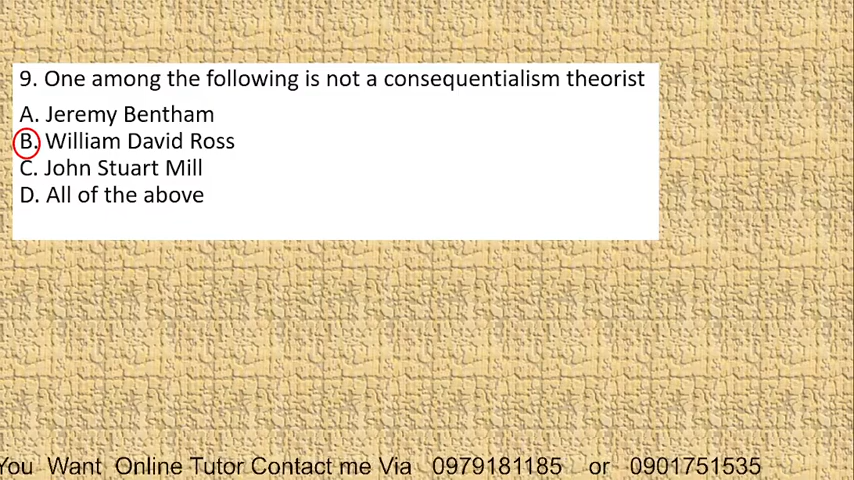 9. One among the following is not a consequentialism theorist
A. Jeremy Bentham
B. William David Ross
C. John Stuart Mill
D. All of the above
You Want Online Tutor Contact me Via 0979181185 or 0901751535